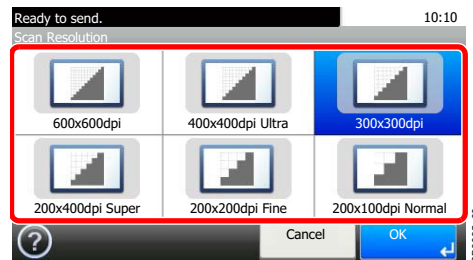 Ready to send. 10:10
Scan Resolution
600x600dpi 400x400dpi Ultra 300x300dpi
200x400dpi Super 200x200dpi Fine 200x100dpi Normal
? Cancel OK